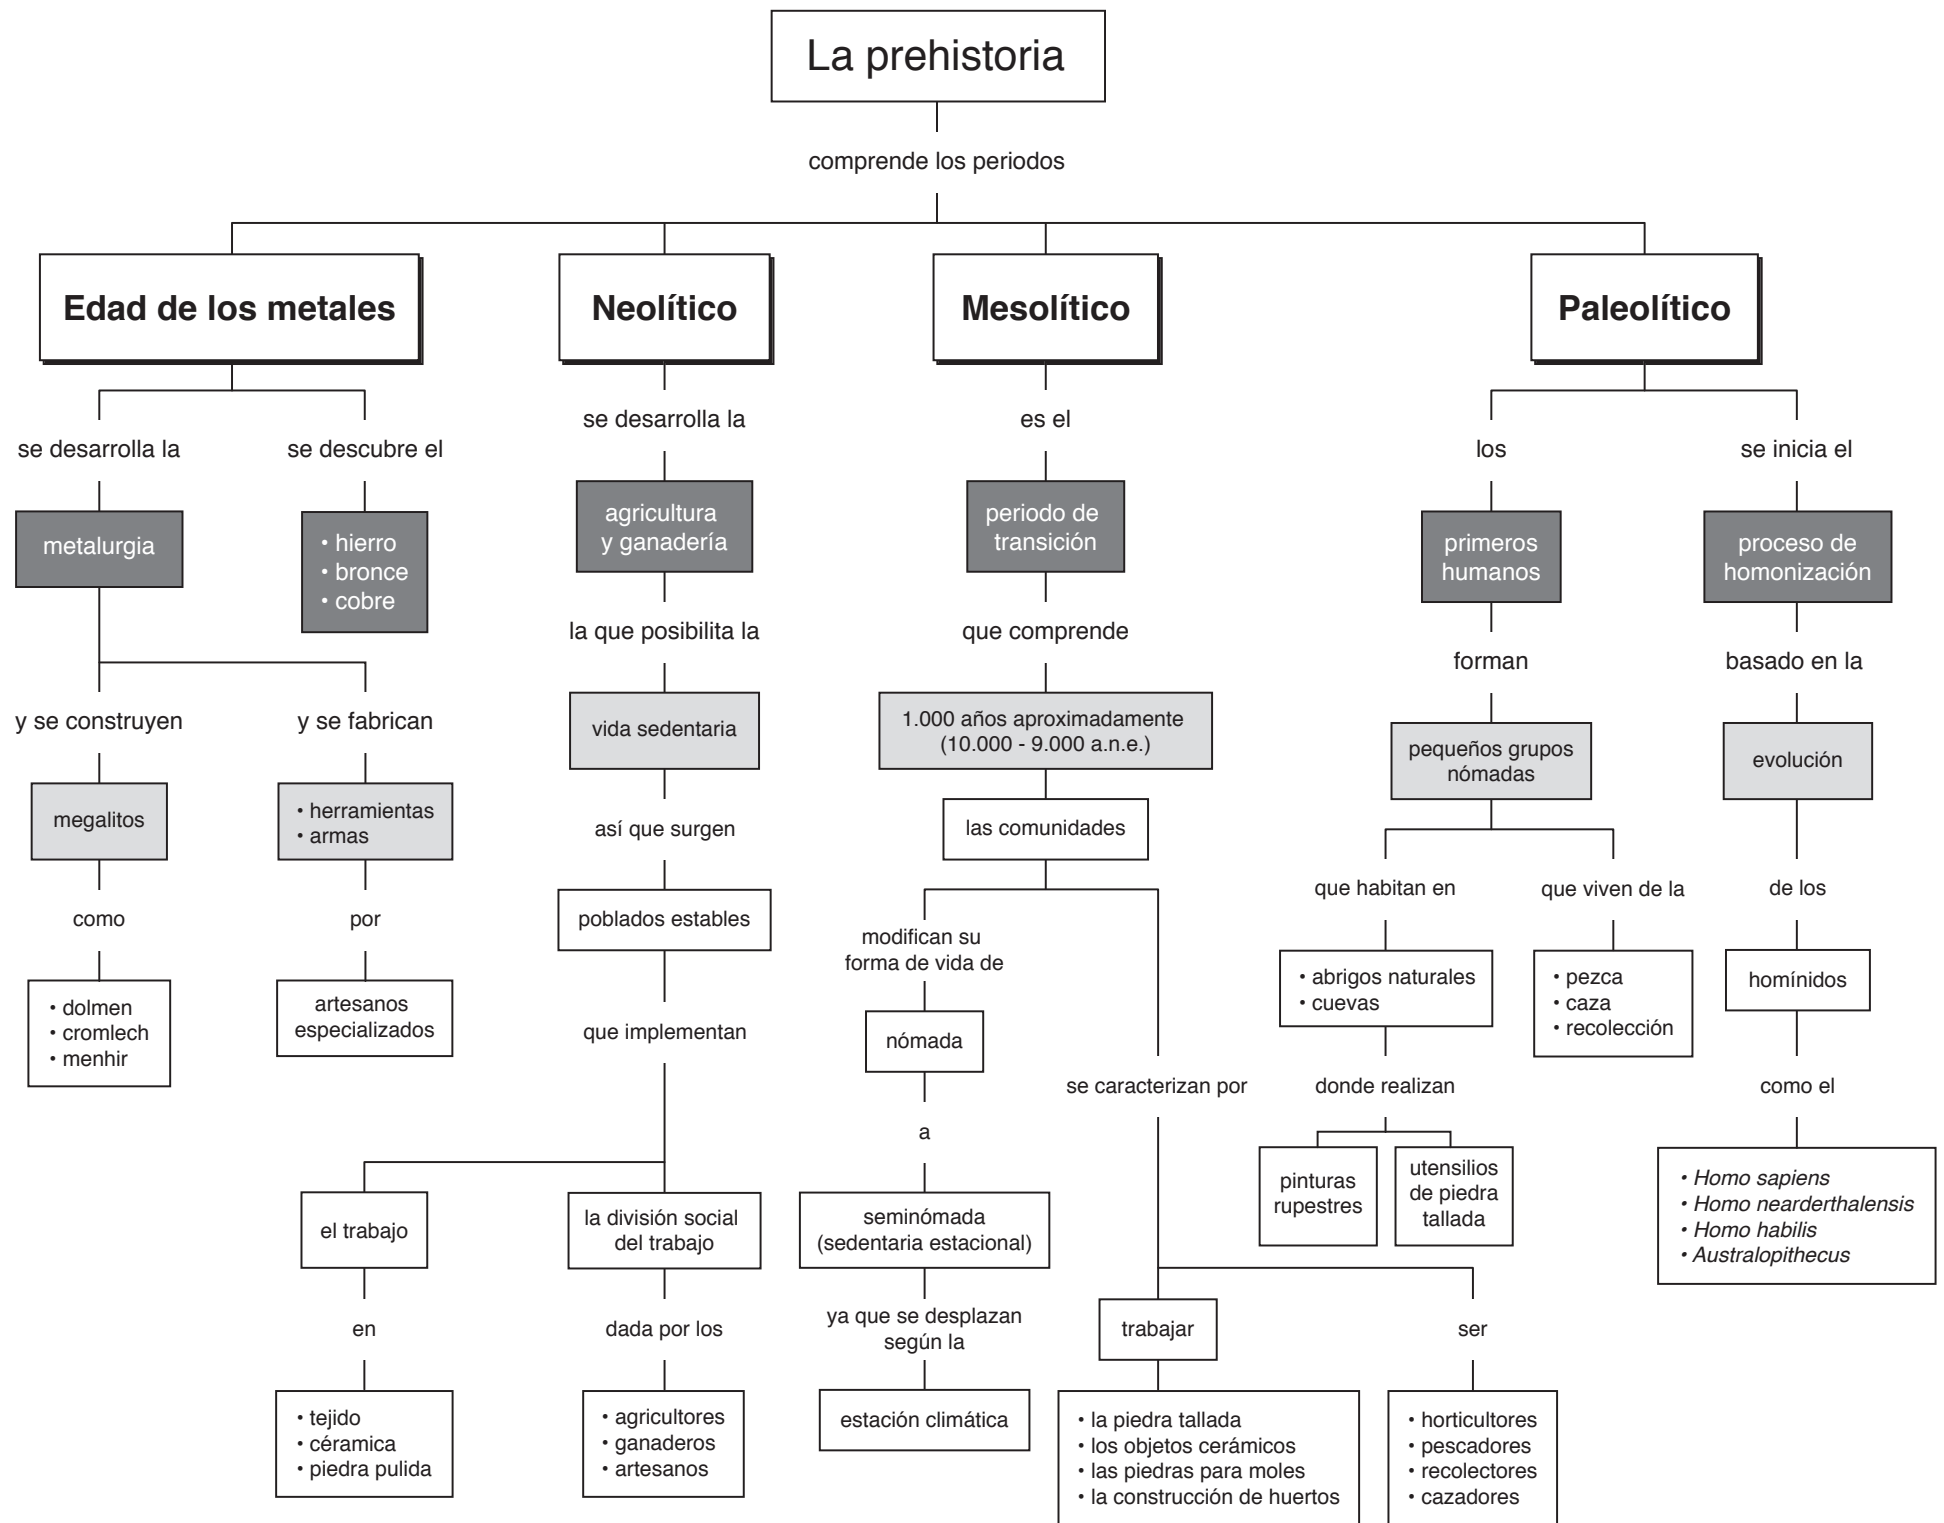 La prehistoria
comprende los periodos
Edad de los metales
se desarrolla la
metalurgia
y se construyen
megalitos
como
• dolmen
• cromlech
• menhir
se descubre el
• hierro
• bronce
• cobre
y se fabrican
• herramientas
• armas
por
artesanos
especializados
Neolítico
se desarrolla la
agricultura
y ganadería
la que posibilita la
vida sedentaria
así que surgen
poblados estables
que implementan
el trabajo
en
• tejido
• céramica
• piedra pulida
la división social
del trabajo
dada por los
• agricultores
• ganaderos
• artesanos
Mesolítico
es el
periodo de
transición
que comprende
1.000 años aproximadamente
(10.000 - 9.000 a.n.e.)
las comunidades
modifican su
forma de vida de
nómada
a
seminómada
(sedentaria estacional)
ya que se desplazan
según la
estación climática
se caracterizan por
trabajar
• la piedra tallada
• los objetos cerámicos
• las piedras para moles
• la construcción de huertos
ser
• horticultores
• pescadores
• recolectores
• cazadores
Paleolítico
los
primeros
humanos
forman
pequeños grupos
nómadas
que habitan en
• abrigos naturales
• cuevas
donde realizan
pinturas
rupestres
utensilios
de piedra
tallada
que viven de la
• pezca
• caza
• recolección
se inicia el
proceso de
homonización
basado en la
evolución
de los
homínidos
como el
• Homo sapiens
• Homo nearderthalensis
• Homo habilis
• Australopithecus